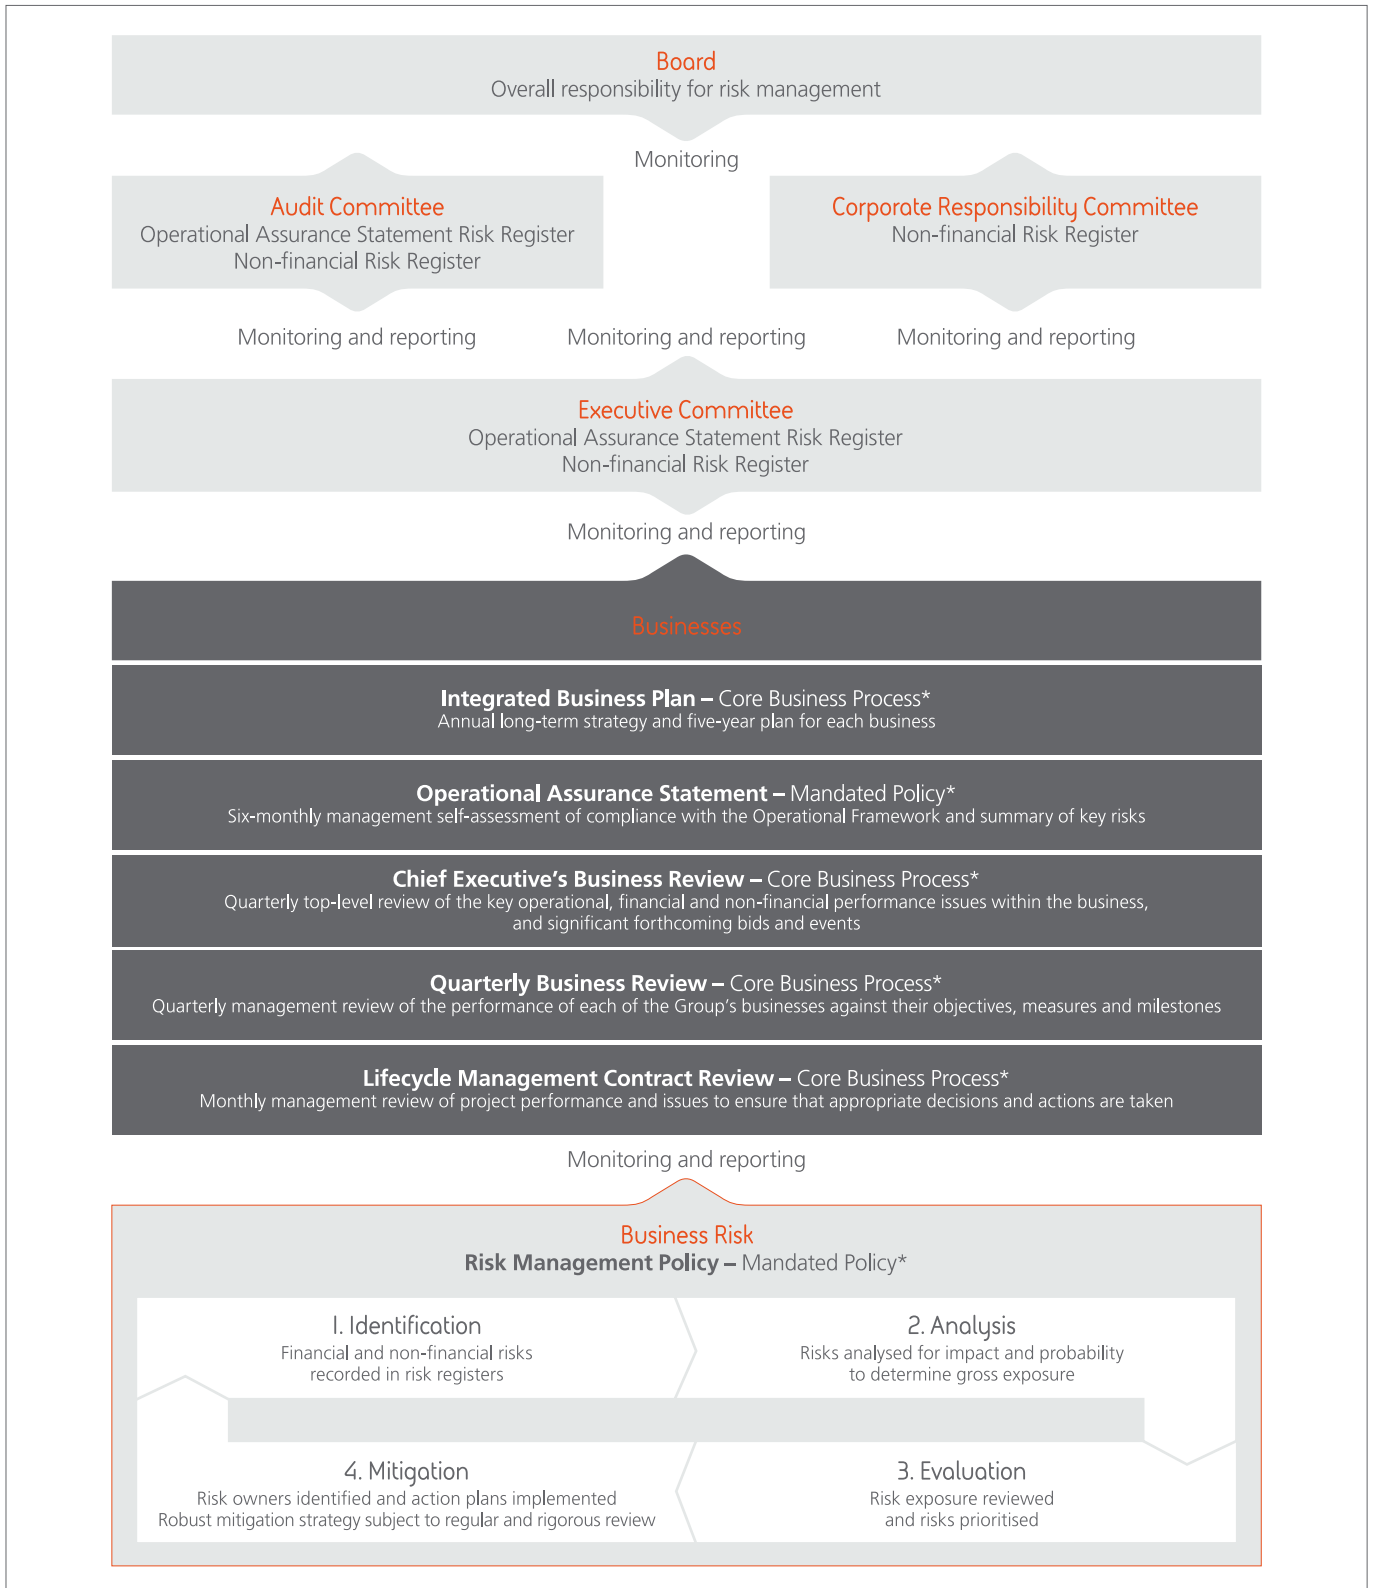 Board
Overall responsibility for risk management
Monitoring
Audit Committee
Operational Assurance Statement Risk Register
Non-financial Risk Register
Corporate Responsibility Committee
Non-financial Risk Register
Monitoring and reporting
Monitoring and reporting
Monitoring and reporting
Executive Committee
Operational Assurance Statement Risk Register
Non-financial Risk Register
Monitoring and reporting
Businesses
Integrated Business Plan – Core Business Process*
Annual long-term strategy and five-year plan for each business
Operational Assurance Statement – Mandated Policy*
Six-monthly management self-assessment of compliance with the Operational Framework and summary of key risks
Chief Executive’s Business Review – Core Business Process*
Quarterly top-level review of the key operational, financial and non-financial performance issues within the business,
and significant forthcoming bids and events
Quarterly Business Review – Core Business Process*
Quarterly management review of the performance of each of the Group’s businesses against their objectives, measures and milestones
Lifecycle Management Contract Review – Core Business Process*
Monthly management review of project performance and issues to ensure that appropriate decisions and actions are taken
Monitoring and reporting
Business Risk
Risk Management Policy – Mandated Policy*
1. Identification
Financial and non-financial risks
recorded in risk registers
2. Analysis
Risks analysed for impact and probability
to determine gross exposure
4. Mitigation
Risk owners identified and action plans implemented
Robust mitigation strategy subject to regular and rigorous review
3. Evaluation
Risk exposure reviewed
and risks prioritised